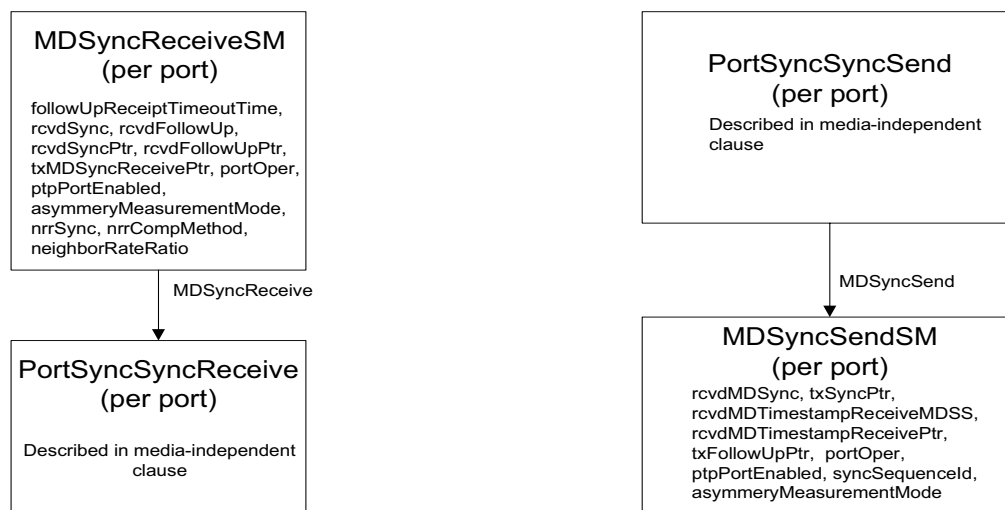 MDSyncReceiveSM
(per port)
followUpReceiptTimeoutTime,
rcvdSync, rcvdFollowUp,
rcvdSyncPtr, rcvdFollowUpPtr,
txMDSyncReceivePtr, portOper,
ptpPortEnabled,
asymmeryMeasurementMode,
nrrSync, nrrCompMethod,
neighborRateRatio
MDSyncReceive
PortSyncSyncReceive
(per port)
Described in media-independent
clause
PortSyncSyncSend
(per port)
Described in media-independent
clause
MDSyncSend
MDSyncSendSM
(per port)
rcvdMDSync, txSyncPtr,
rcvdMDTimestampReceiveMDSS,
rcvdMDTimestampReceivePtr,
txFollowUpPtr, portOper,
ptpPortEnabled, syncSequenceId,
asymmeryMeasurementMode